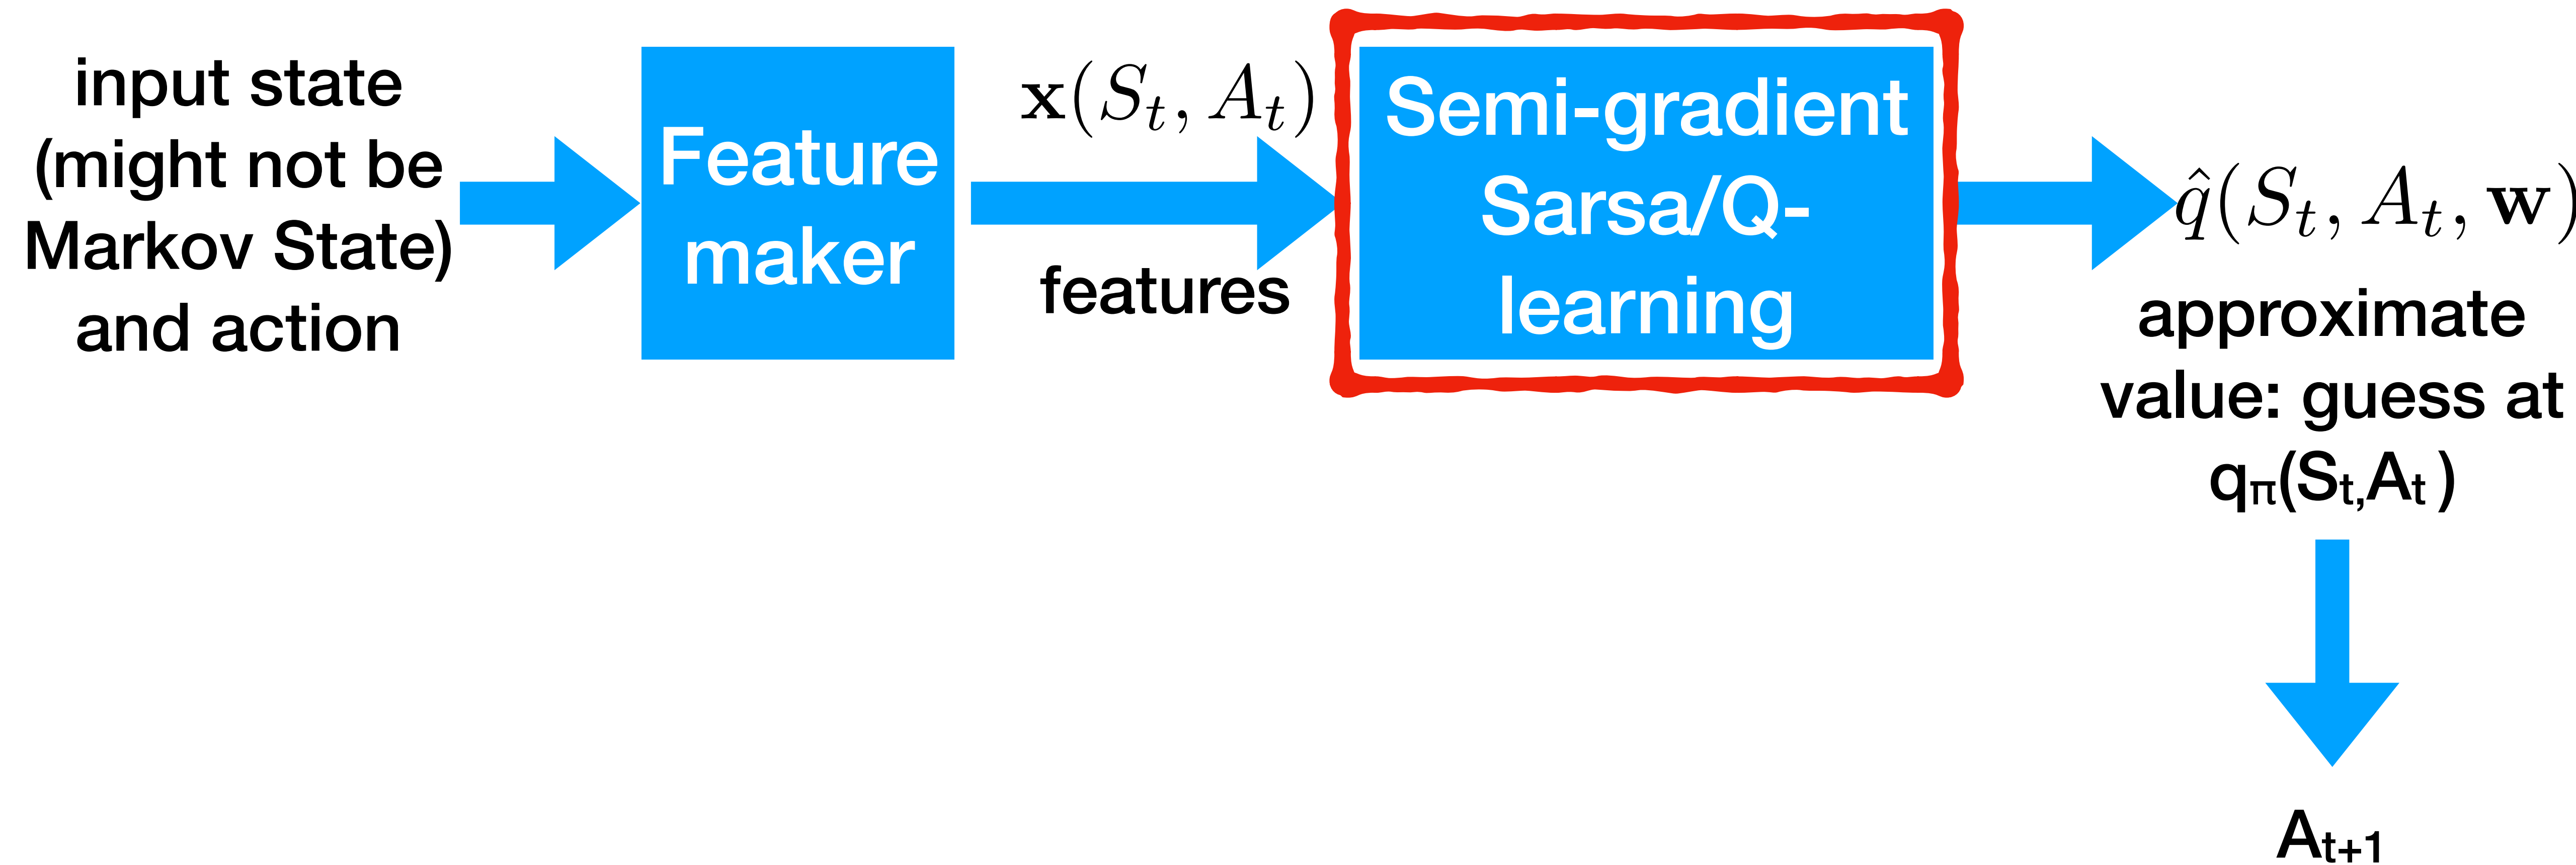 input state
(might not be
Markov State)
and action
Feature
maker
𝐱(Sₜ, Aₜ)
features
Semi-gradient
Sarsa/Q-
learning
q̂(Sₜ, Aₜ, 𝐰)
approximate
value: guess at
qπ(Sₜ,Aₜ )
Aₜ₊₁